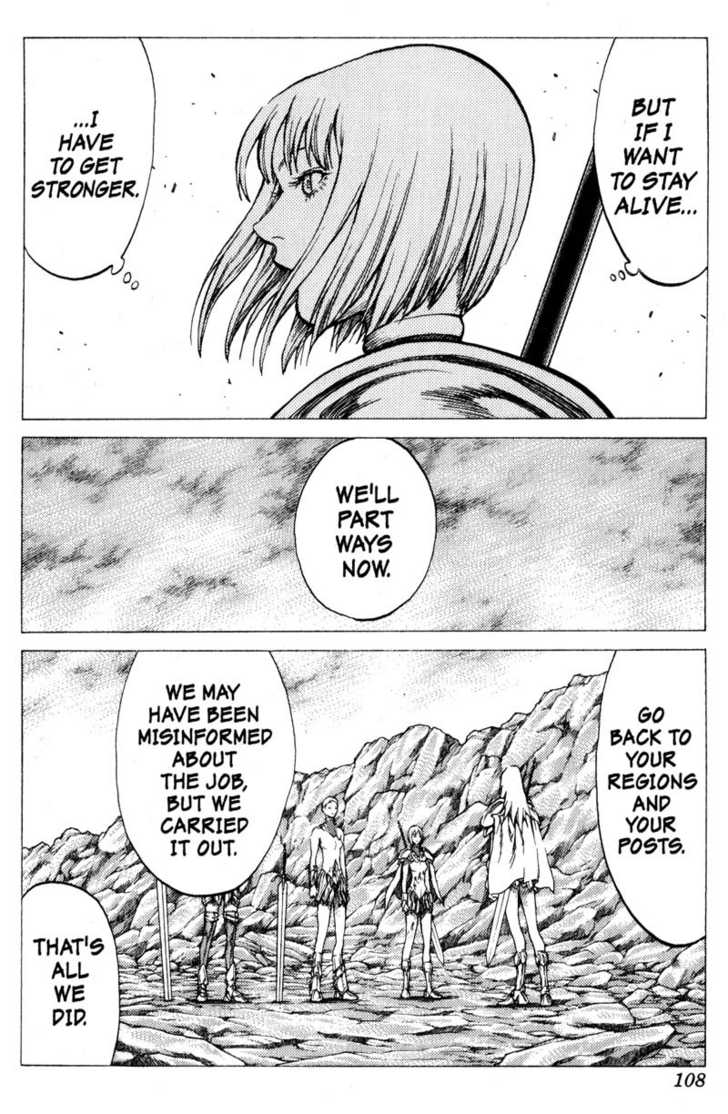 BUT
IF I
WANT
TO STAY
ALIVE...
...I
HAVE
TO GET
STRONGER.
WE'LL
PART
WAYS
NOW.
GO
BACK TO
YOUR
REGIONS
AND
YOUR
POSTS.
WE MAY
HAVE BEEN
MISINFORMED
ABOUT
THE JOB,
BUT WE
CARRIED
IT OUT.
THAT'S
ALL
WE
DID.
108